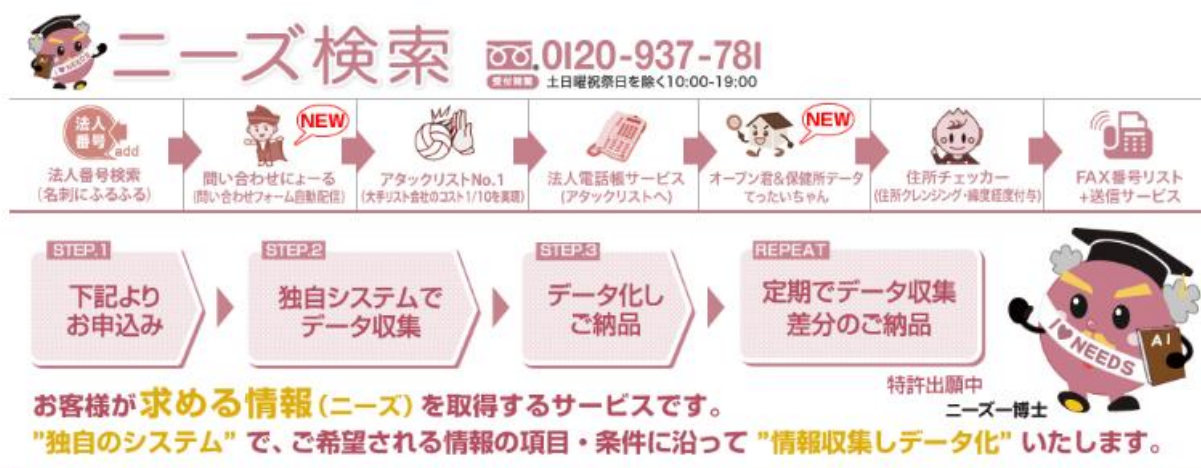 I♥NEEDS
ニーズ検索
0120-937-781
受付時間 土日曜祝祭日を除く10:00-19:00
法人番号 add
法人番号検索
(名刺にふるふる)
NEW
問い合わせにょーる
(問い合わせフォーム自動配信)
アタックリストNo.1
(大手リスト会社のコスト1/10を実現)
法人電話帳サービス
(アタックリストへ)
NEW
オープン君&保健所データ
てったいちゃん
住所チェッカー
(住所クレンジング・緯度経度付与)
FAX番号リスト
+送信サービス
STEP.1
下記より
お申込み
STEP.2
独自システムで
データ収集
STEP.3
データ化し
ご納品
REPEAT
定期でデータ収集
差分のご納品
特許出願中
I♥NEEDS
AI
ニーズー博士
お客様が求める情報(ニーズ)を取得するサービスです。
"独自のシステム"で、ご希望される情報の項目・条件に沿って"情報収集しデータ化"いたします。